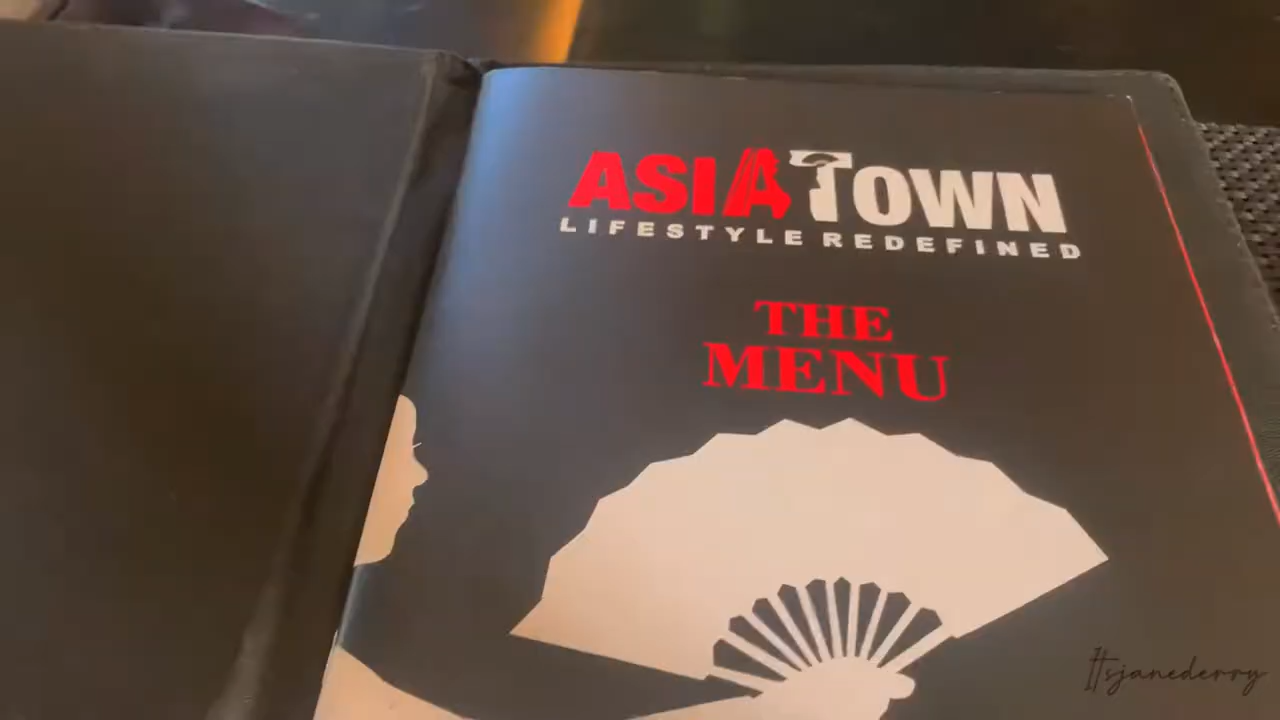 ASIATOWN
LIFESTYLE REDEFINED
THE
MENU
Itsjanederry